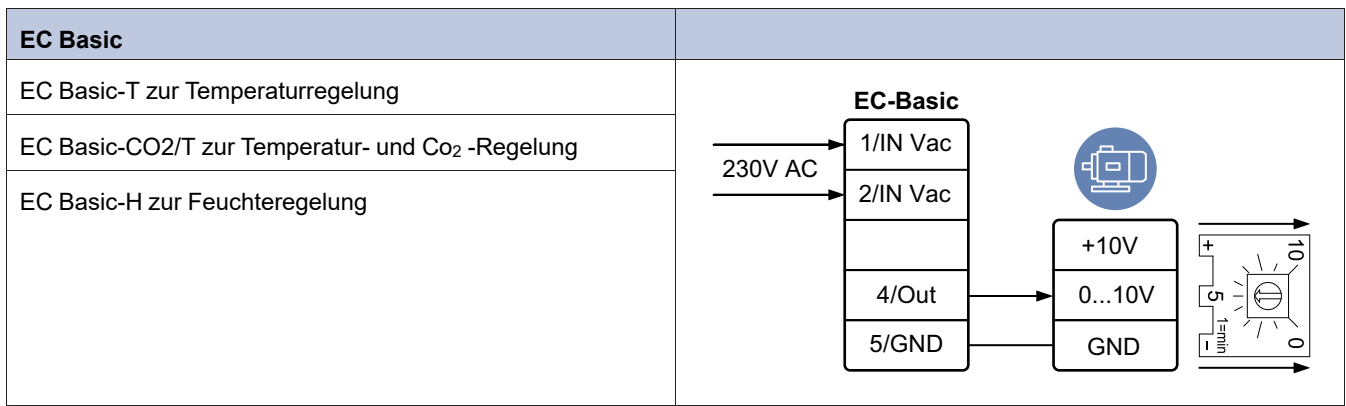 EC Basic
EC Basic-T zur Temperaturregelung
EC Basic-CO2/T zur Temperatur- und Co₂ -Regelung
EC Basic-H zur Feuchteregelung
EC-Basic
230V AC
1/IN Vac
2/IN Vac
4/Out
5/GND
+10V
0...10V
GND
+
10
5
1=min
-
0